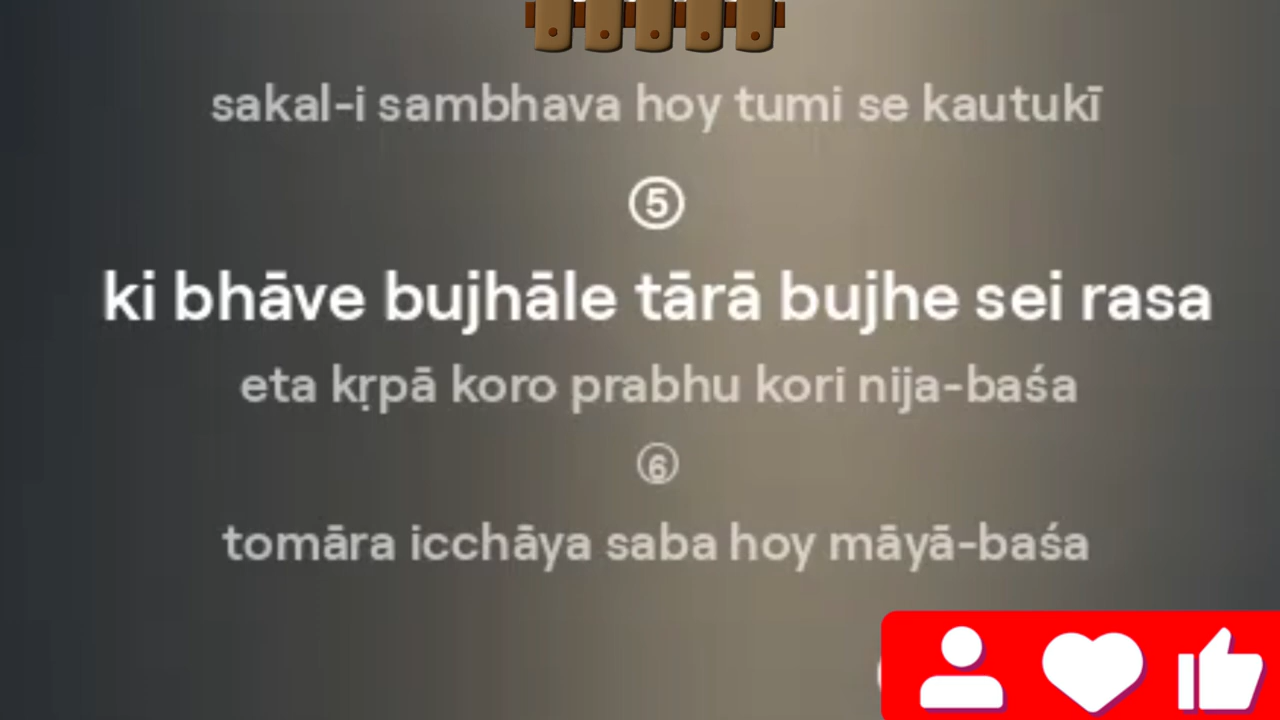 sakal-i sambhava hoy tumi se kautukī
⑤
ki bhāve bujhāle tārā bujhe sei rasa
eta kṛpā koro prabhu kori nija-baśa
⑥
tomāra icchāya saba hoy māyā-baśa